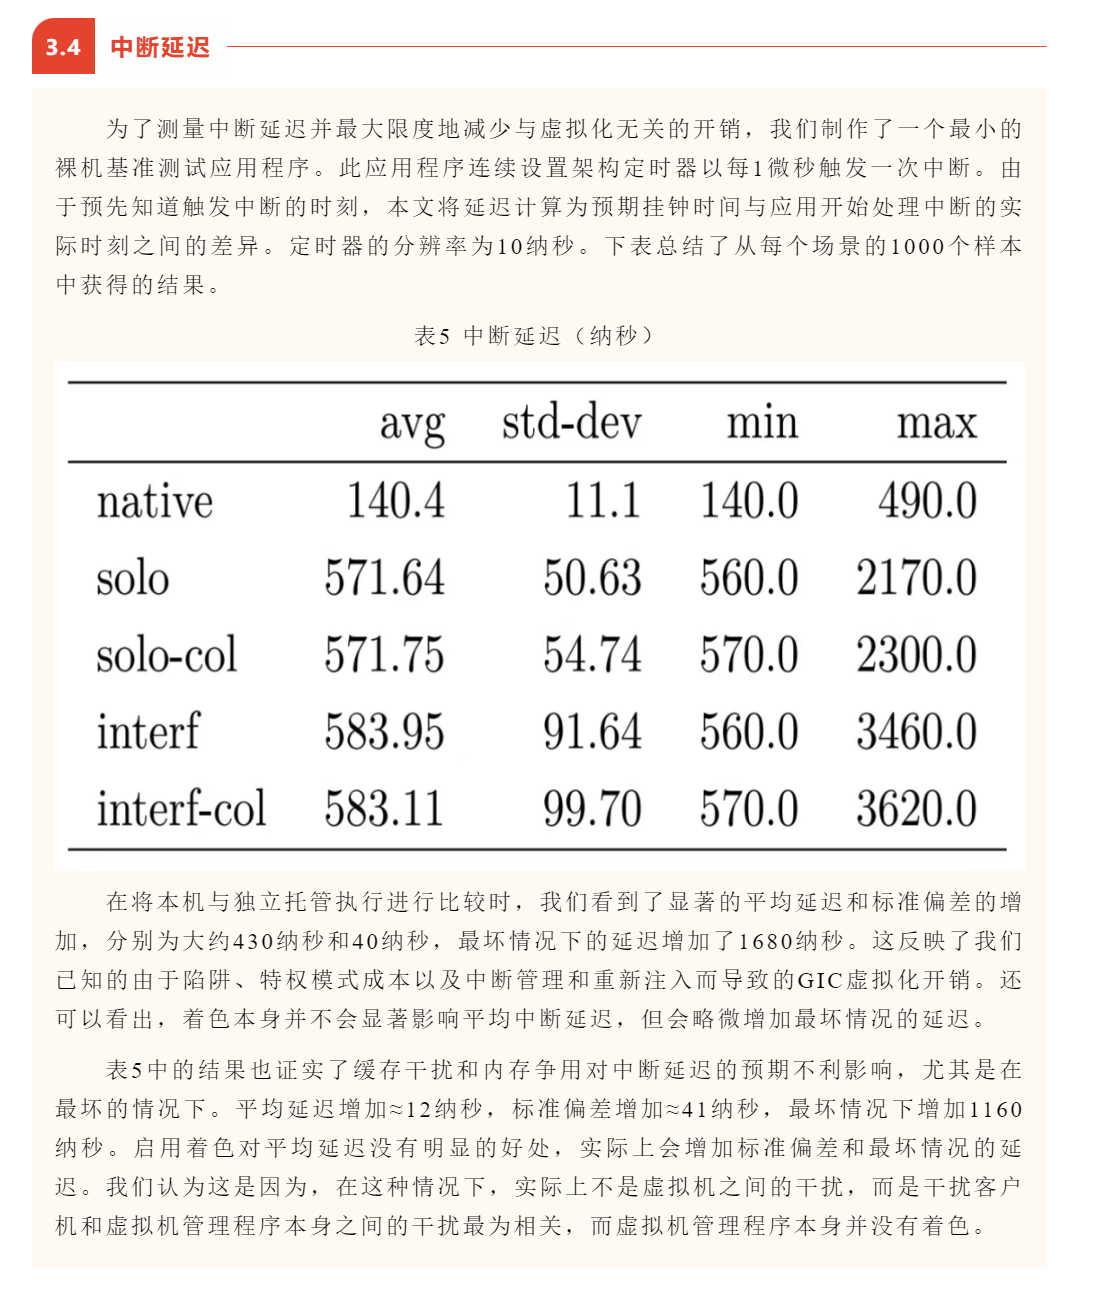 3.4 中断延迟
为了测量中断延迟并最大限度地减少与虚拟化无关的开销，我们制作了一个最小的
裸机基准测试应用程序。此应用程序连续设置架构定时器以每1微秒触发一次中断。由
于预先知道触发中断的时刻，本文将延迟计算为预期挂钟时间与应用开始处理中断的实
际时刻之间的差异。定时器的分辨率为10纳秒。下表总结了从每个场景的1000个样本
中获得的结果。
表5 中断延迟（纳秒）
avg std-dev min max
native 140.4 11.1 140.0 490.0
solo 571.64 50.63 560.0 2170.0
solo-col 571.75 54.74 570.0 2300.0
interf 583.95 91.64 560.0 3460.0
interf-col 583.11 99.70 570.0 3620.0
在将本机与独立托管执行进行比较时，我们看到了显著的平均延迟和标准偏差的增
加，分别为大约430纳秒和40纳秒，最坏情况下的延迟增加了1680纳秒。这反映了我们
已知的由于陷阱、特权模式成本以及中断管理和重新注入而导致的GIC虚拟化开销。还
可以看出，着色本身并不会显著影响平均中断延迟，但会略微增加最坏情况的延迟。
表5中的结果也证实了缓存干扰和内存争用对中断延迟的预期不利影响，尤其是在
最坏的情况下。平均延迟增加≈12纳秒，标准偏差增加≈41纳秒，最坏情况下增加1160
纳秒。启用着色对平均延迟没有明显的好处，实际上会增加标准偏差和最坏情况的延
迟。我们认为这是因为，在这种情况下，实际上不是虚拟机之间的干扰，而是干扰客户
机和虚拟机管理程序本身之间的干扰最为相关，而虚拟机管理程序本身并没有着色。